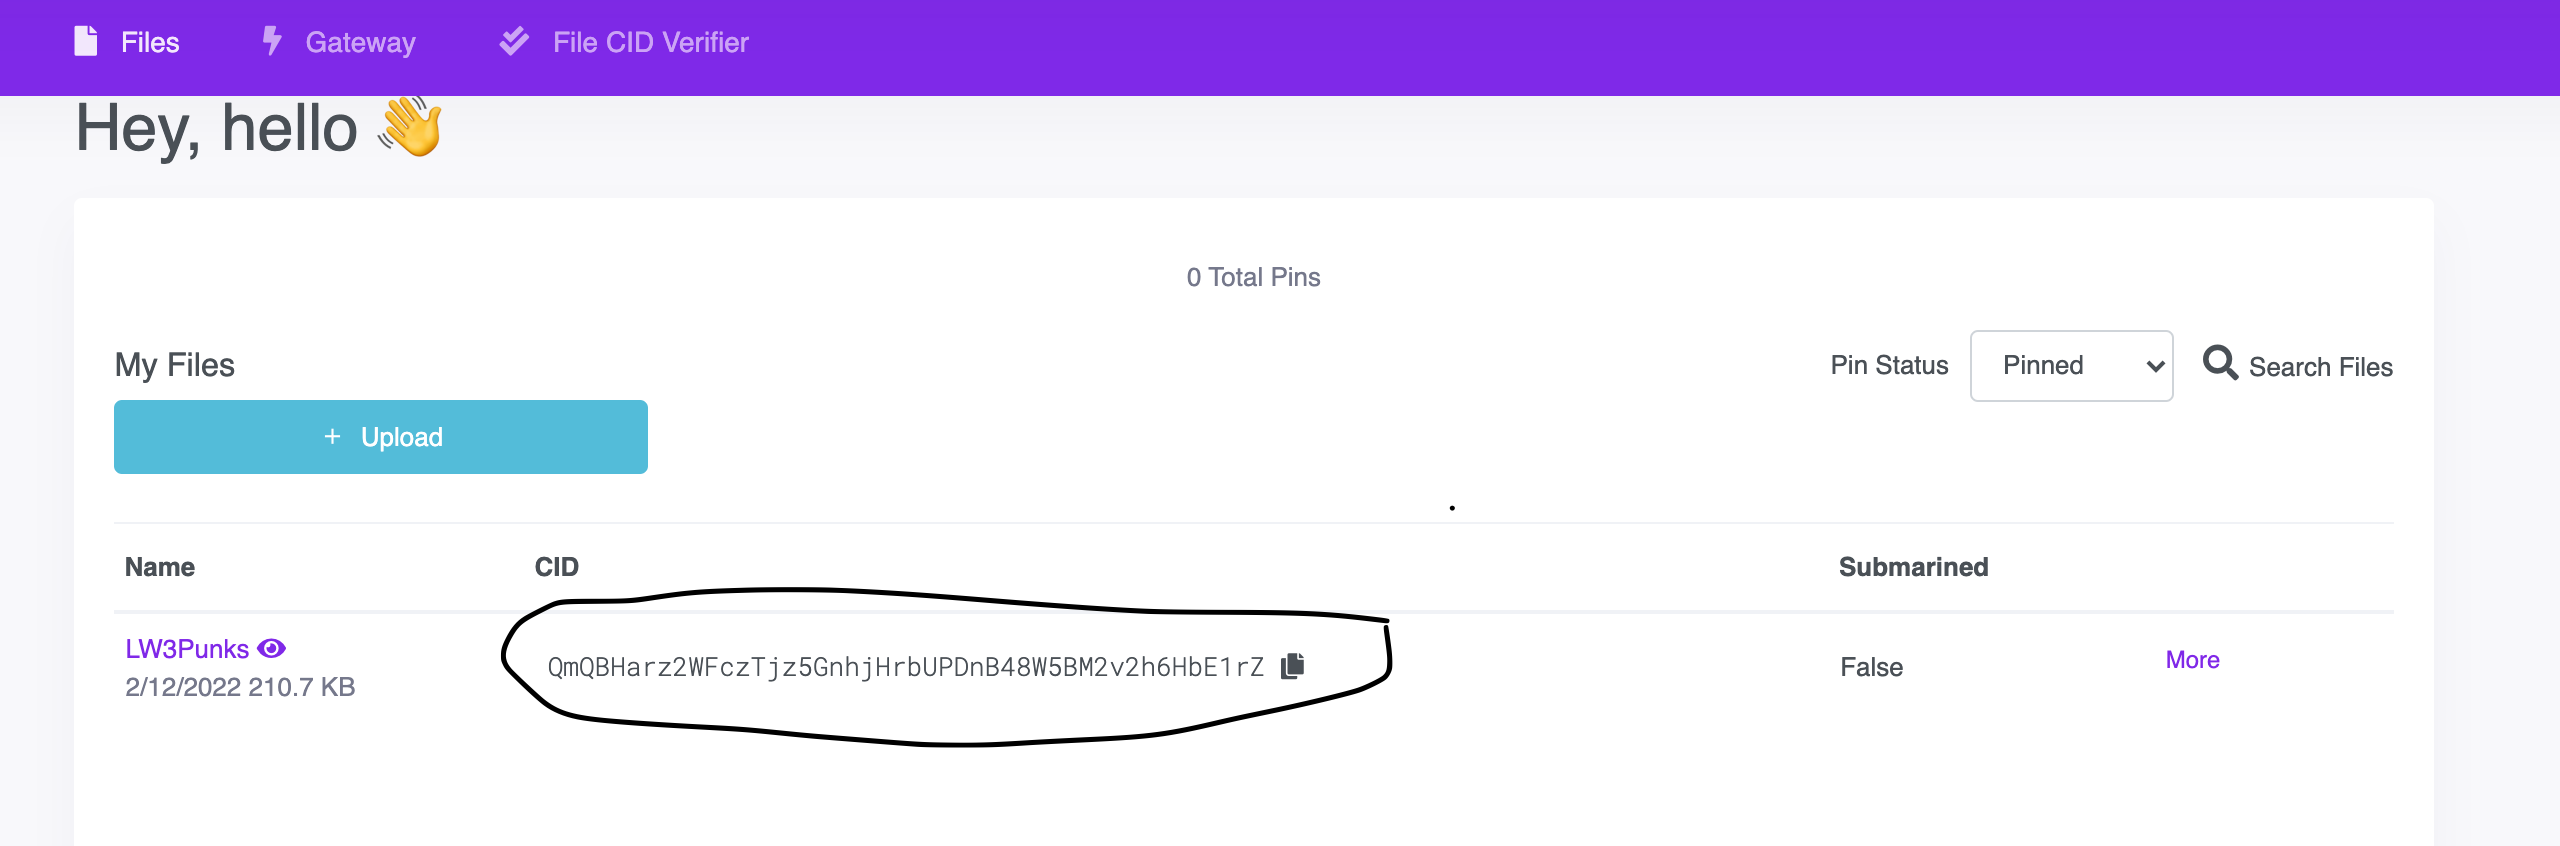 Files Gateway File CID Verifier
Hey, hello 👋
0 Total Pins
My Files
Pin Status Pinned Search Files
+ Upload
Name CID Submarined
LW3Punks
QmQBHarz2WFczTjz5GnhjHrbUPDnB48W5BM2v2h6HbE1rZ False More
2/12/2022 210.7 KB